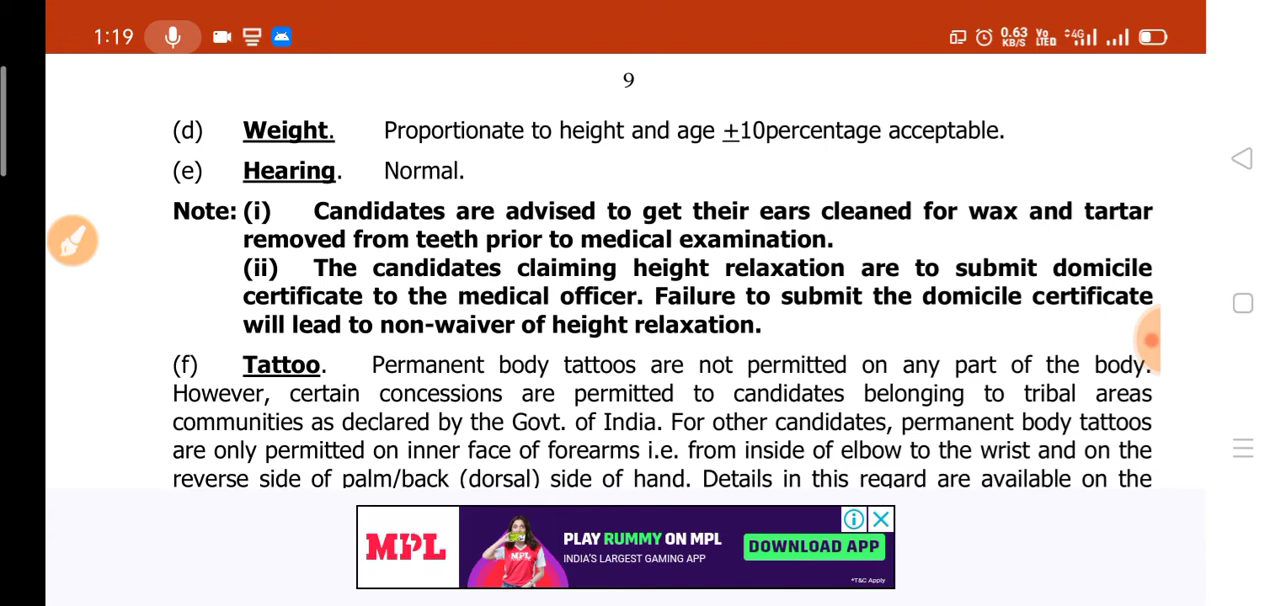 1:19
0.63
KB/S
Vo
LTED
4G
9
(d) Weight. Proportionate to height and age ±10percentage acceptable.
(e) Hearing. Normal.
Note: (i) Candidates are advised to get their ears cleaned for wax and tartar
removed from teeth prior to medical examination.
(ii) The candidates claiming height relaxation are to submit domicile
certificate to the medical officer. Failure to submit the domicile certificate
will lead to non-waiver of height relaxation.
(f) Tattoo. Permanent body tattoos are not permitted on any part of the body.
However, certain concessions are permitted to candidates belonging to tribal areas
communities as declared by the Govt. of India. For other candidates, permanent body tattoos
are only permitted on inner face of forearms i.e. from inside of elbow to the wrist and on the
reverse side of palm/back (dorsal) side of hand. Details in this regard are available on the
MPL
MPL
PLAY RUMMY ON MPL
INDIA'S LARGEST GAMING APP
DOWNLOAD APP
*T&C Apply